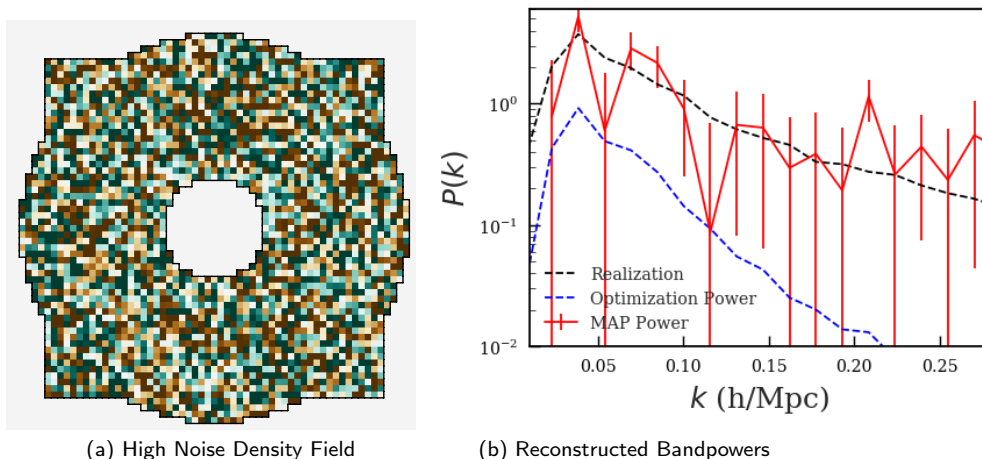 10⁰
10⁻¹
10⁻²
P(k)
Realization
Optimization Power
MAP Power
0.05 0.10 0.15 0.20 0.25
k (h/Mpc)
(a) High Noise Density Field
(b) Reconstructed Bandpowers